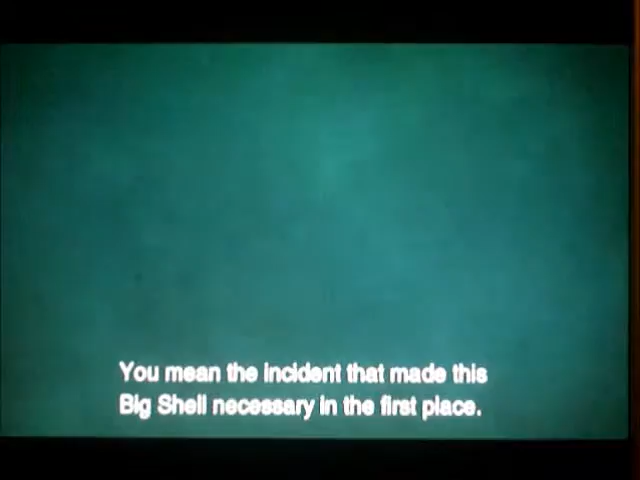 You mean the incident that made this
Big Shell necessary in the first place.